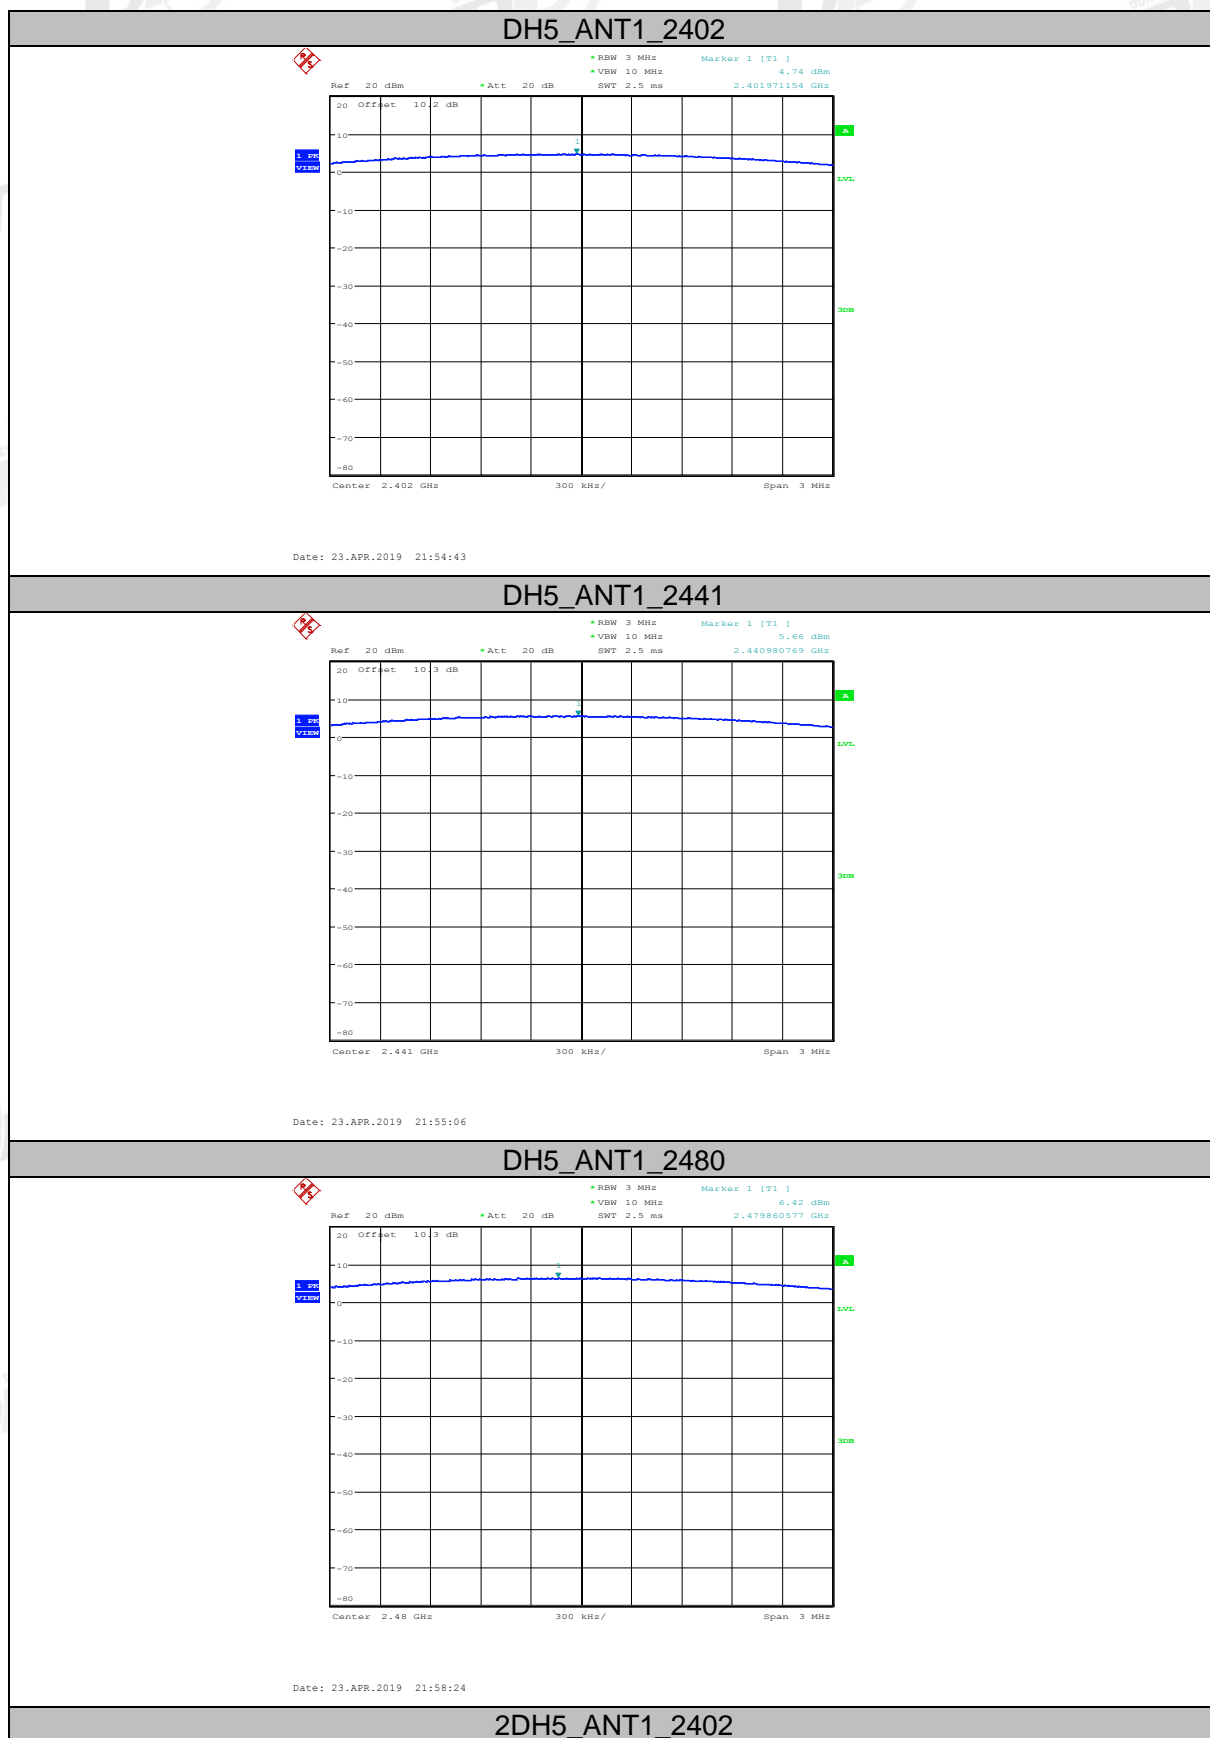 DH5_ANT1_2402
*RBW 3 MHz Marker 1 [T1 ]
*VBW 10 MHz 4.74 dBm
Ref 20 dBm *Att 20 dB SWT 2.5 ms 2.401971154 GHz
20 Offset 10.2 dB
A
10
1
1 PK
VIEW
0
LVL
-10
-20
-30
3DB
-40
-50
-60
-70
-80
Center 2.402 GHz 300 kHz/ Span 3 MHz
Date: 23.APR.2019 21:54:43
DH5_ANT1_2441
*RBW 3 MHz Marker 1 [T1 ]
*VBW 10 MHz 5.66 dBm
Ref 20 dBm *Att 20 dB SWT 2.5 ms 2.440980769 GHz
20 Offset 10.3 dB
A
10
1
1 PK
VIEW
0
LVL
-10
-20
-30
3DB
-40
-50
-60
-70
-80
Center 2.441 GHz 300 kHz/ Span 3 MHz
Date: 23.APR.2019 21:55:06
DH5_ANT1_2480
*RBW 3 MHz Marker 1 [T1 ]
*VBW 10 MHz 6.42 dBm
Ref 20 dBm *Att 20 dB SWT 2.5 ms 2.479860577 GHz
20 Offset 10.3 dB
A
10
1
1 PK
VIEW
0
LVL
-10
-20
-30
3DB
-40
-50
-60
-70
-80
Center 2.48 GHz 300 kHz/ Span 3 MHz
Date: 23.APR.2019 21:58:24
2DH5_ANT1_2402